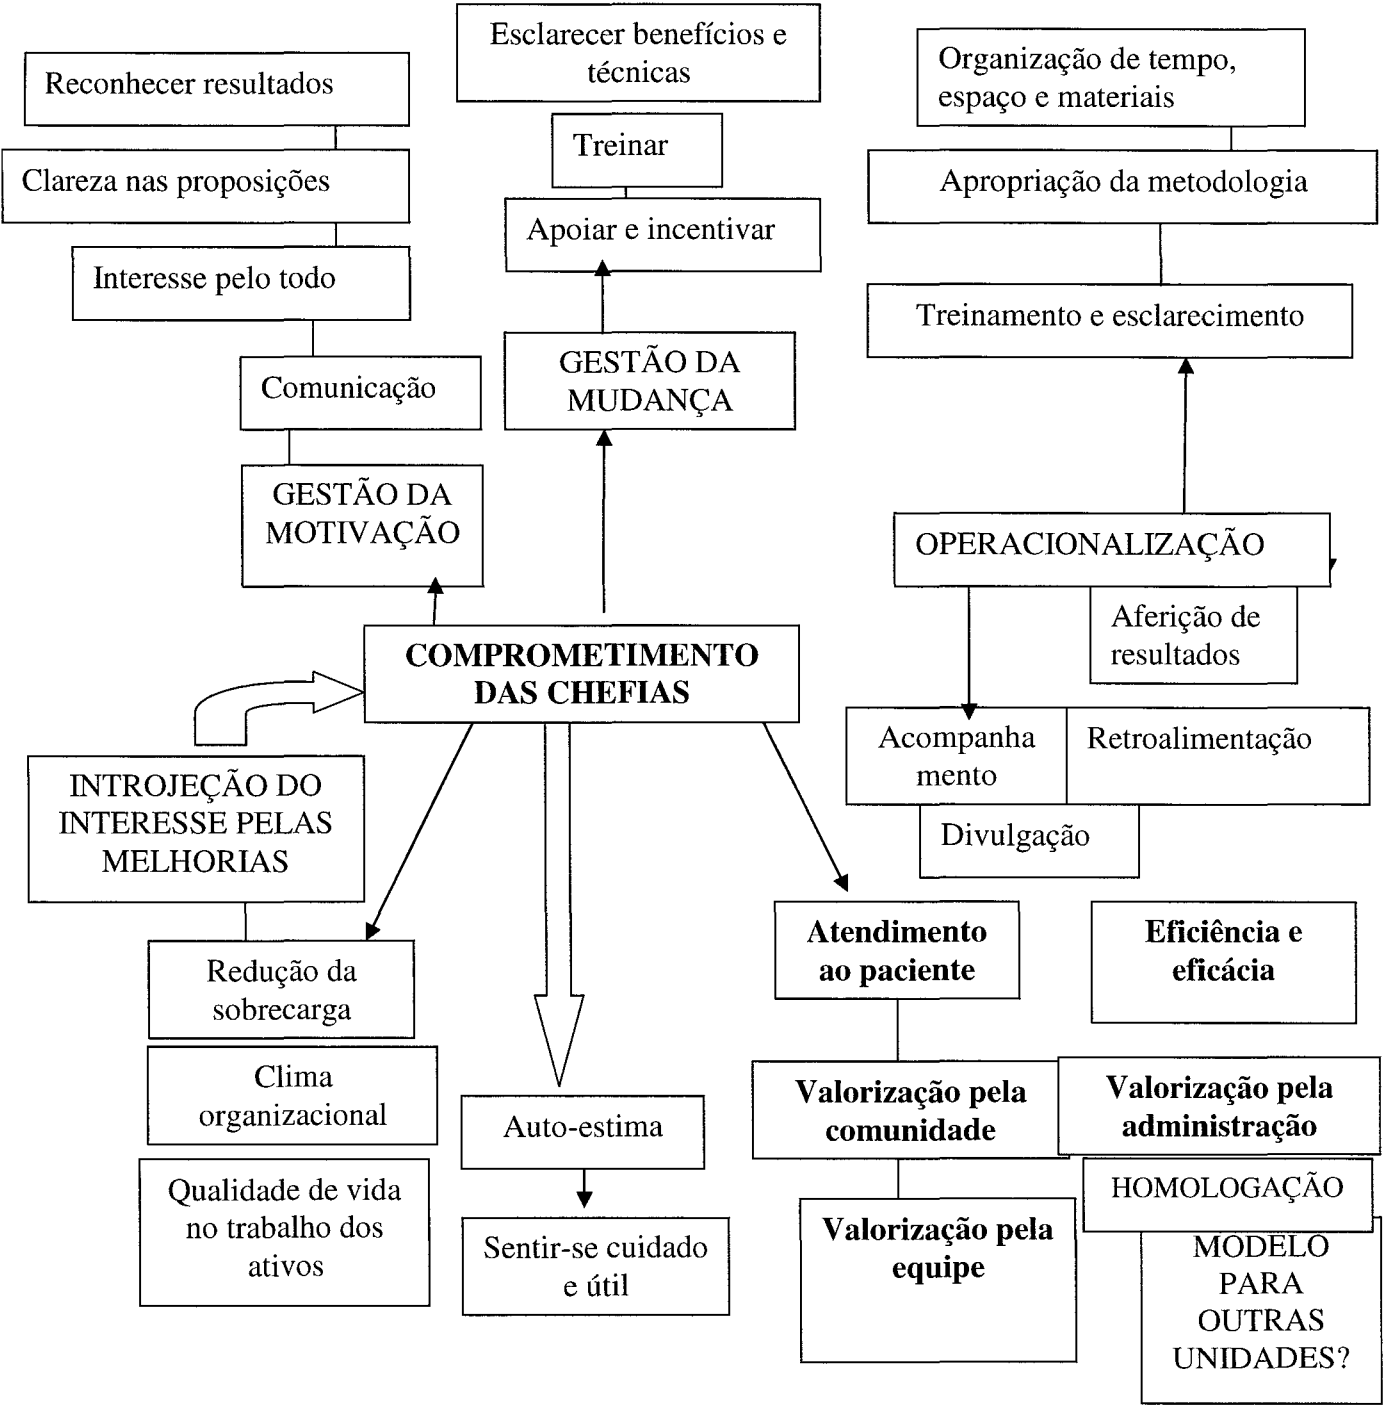 Esclarecer benefícios e
técnicas
Reconhecer resultados
Organização de tempo,
espaço e materiais
Treinar
Clareza nas proposições
Apropriação da metodologia
Apoiar e incentivar
Interesse pelo todo
Treinamento e esclarecimento
GESTÃO DA
MUDANÇA
Comunicação
GESTÃO DA
MOTIVAÇÃO
OPERACIONALIZAÇÃO
Aferição de
resultados
COMPROMETIMENTO
DAS CHEFIAS
Acompanha
mento
Retroalimentação
INTROJEÇÃO DO
INTERESSE PELAS
MELHORIAS
Divulgação
Atendimento
ao paciente
Eficiência e
eficácia
Redução da
sobrecarga
Clima
organizacional
Auto-estima
Valorização pela
comunidade
Valorização pela
administração
Qualidade de vida
no trabalho dos
ativos
HOMOLOGAÇÃO
Sentir-se cuidado
e útil
Valorização pela
equipe
MODELO
PARA
OUTRAS
UNIDADES?